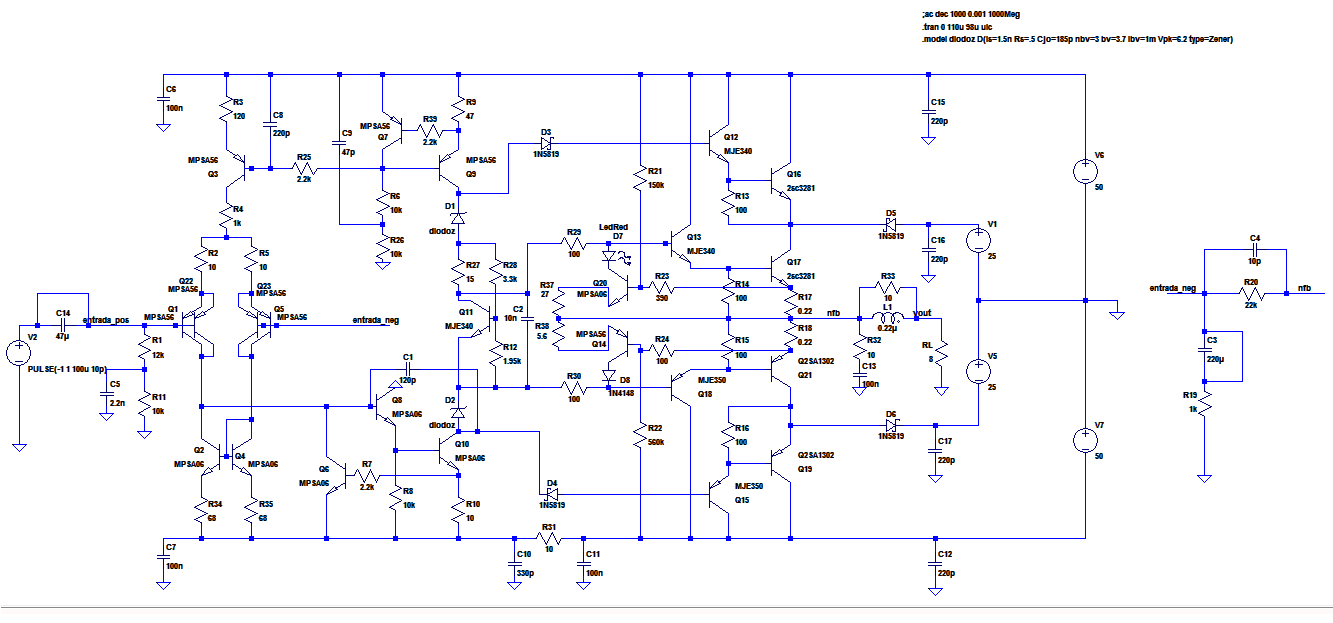 ;ac dec 1000 0.001 1000Meg
.tran 0 110u 98u uic
.model diodoz D(Is=1.5n Rs=.5 Cjo=185p nbv=3 bv=3.7 Ibv=1m Vpk=6.2 type=Zener)
C6
100n
R3
120
C8
220p
C9
47p
MPSA56
Q7
R39
2.2k
R9
47
D3
1N5819
Q12
MJE340
C15
220p
V6
50
MPSA56
Q3
R25
2.2k
MPSA56
Q9
R21
150k
Q16
2sc3281
R4
1k
R6
10k
D1
diodoz
R13
100
D5
1N5819
V1
25
R2
10
R5
10
R26
10k
R29
100
LedRed
D7
Q13
MJE340
C16
220p
C4
10p
Q22
MPSA56
Q23
MPSA56
R27
15
R28
3.3k
Q20
MPSA06
R23
390
Q17
2sc3281
R33
10
entrada_neg
R20
22k
nfb
C14
47µ
entrada_pos
Q1
MPSA56
Q5
MPSA56
entrada_neg
Q11
MJE340
C2
10n
R37
27
R14
100
R17
0.22
nfb
L1
0.22µ
vout
V2
PULSE(-1 1 100u 10p)
R1
12k
R38
5.6
MPSA56
Q14
R24
100
R15
100
R18
0.22
R32
10
RL
8
C3
220µ
R12
1.95k
C1
120p
C5
2.2n
R11
10k
R30
100
D8
1N4148
MJE350
Q18
Q2SA1302
Q21
C13
100n
V5
25
R19
1k
Q8
MPSA06
D2
diodoz
R22
560k
R16
100
D6
1N5819
V7
50
Q2
MPSA06
Q4
MPSA06
Q6
MPSA06
R7
2.2k
Q10
MPSA06
Q2SA1302
Q19
C17
220p
R34
68
R35
68
R8
10k
R10
10
D4
1N5819
MJE350
Q15
R31
10
C7
100n
C10
330p
C11
100n
C12
220p